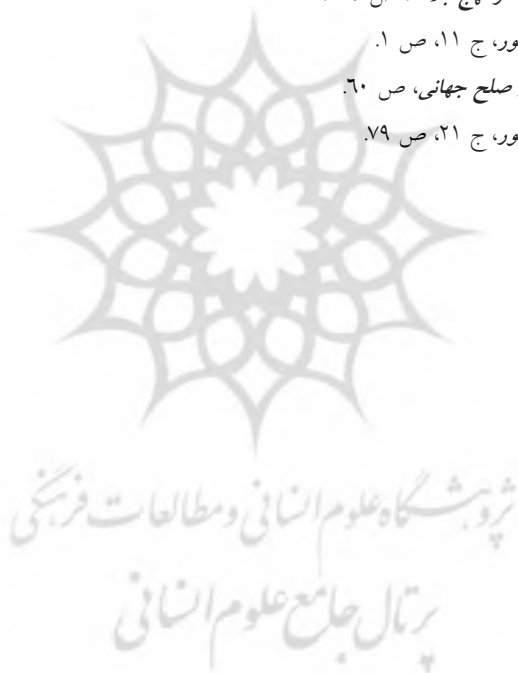 ور، ج ۱۱، ص ۱.
صلح جهانی، ص ۶۰.
ور، ج ۲۱، ص ۷۹.
پژوهشگاه علوم انسانی و مطالعات فرهنگی
پرتال جامع علوم انسانی